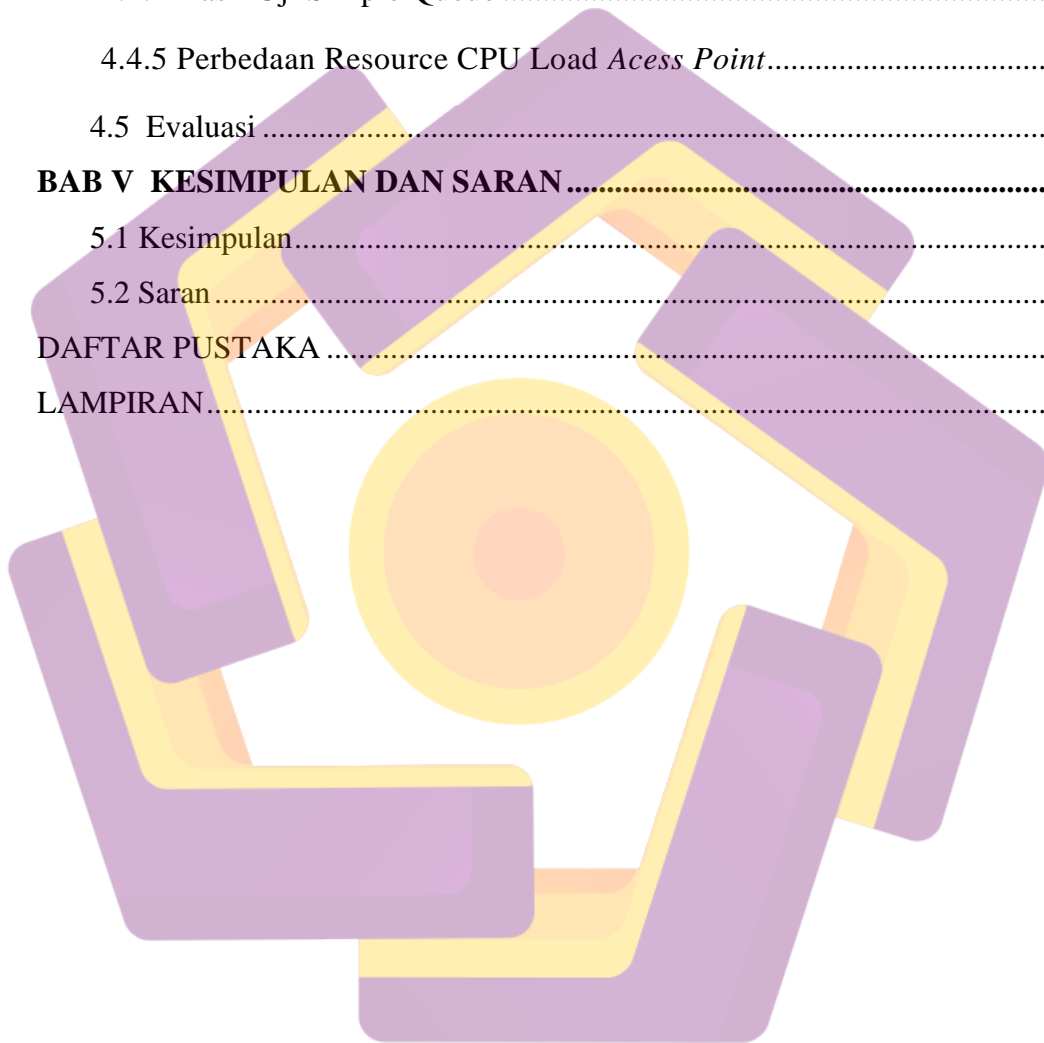 4.4.5 Perbedaan Resource CPU Load Acess Point..................................
4.5 Evaluasi ........................................................................................................
BAB V KESIMPULAN DAN SARAN ..............................................................
5.1 Kesimpulan....................................................................................................
5.2 Saran ..............................................................................................................
DAFTAR PUSTAKA ...........................................................................................
LAMPIRAN...........................................................................................................